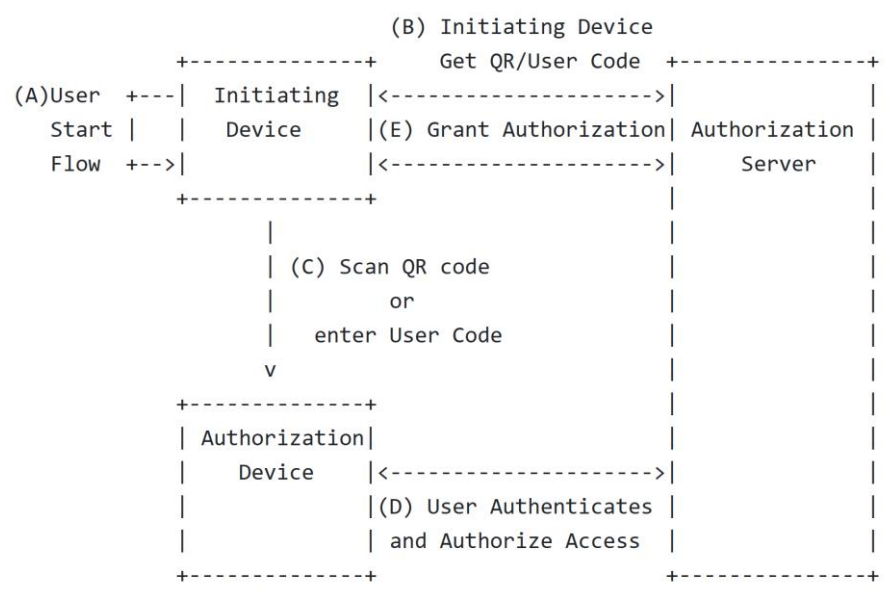 (B) Initiating Device
             +--------------+     Get QR/User Code  +---------------+
(A)User  +---|  Initiating  |<--------------------->|               |
   Start |   |   Device     |(E) Grant Authorization| Authorization |
   Flow  +-->|              |<--------------------->|     Server    |
             +--------------+                       |               |
                    |                               |               |
                    | (C) Scan QR code              |               |
                    |         or                    |               |
                    |   enter User Code             |               |
                    v                               |               |
             +--------------+                       |               |
             | Authorization|                       |               |
             |    Device    |<--------------------->|               |
             |              |(D) User Authenticates |               |
             |              | and Authorize Access  |               |
             +--------------+                       +---------------+